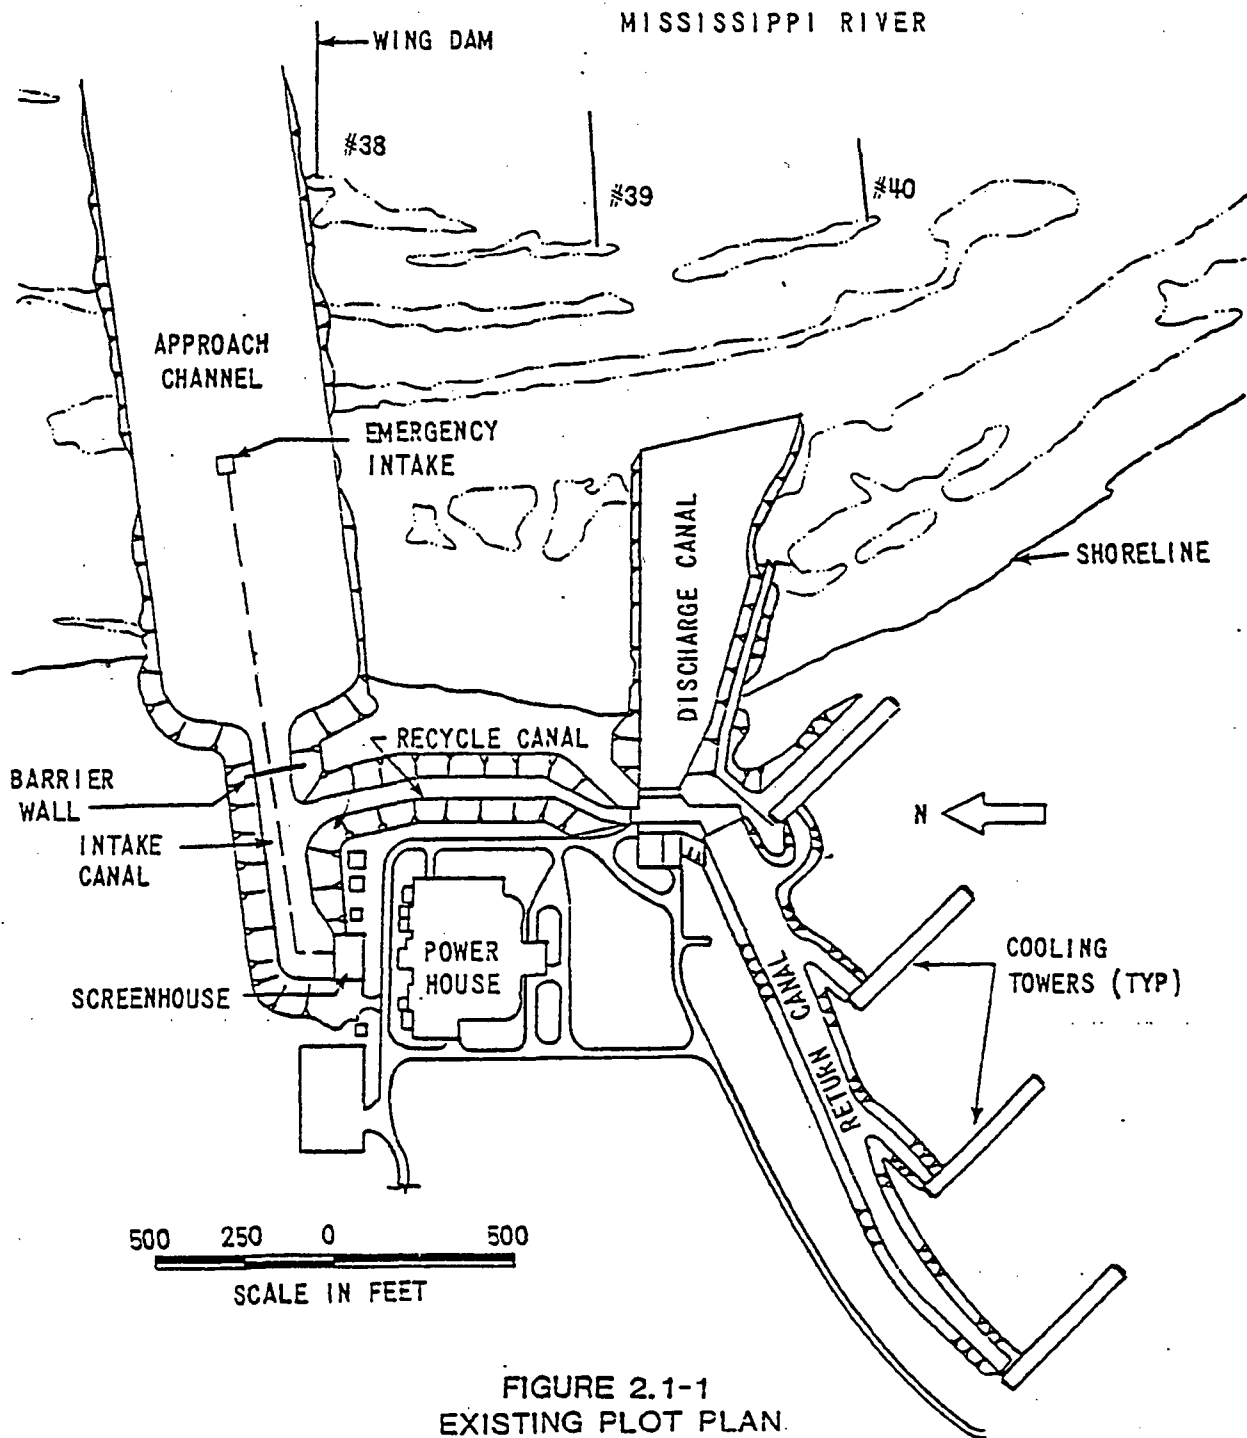 MISSISSIPPI RIVER
WING DAM
#38
#39
#40
APPROACH
CHANNEL
EMERGENCY
INTAKE
DISCHARGE CANAL
SHORELINE
RECYCLE CANAL
BARRIER
WALL
N
INTAKE
CANAL
POWER
HOUSE
COOLING
TOWERS (TYP)
SCREENHOUSE
RETURN CANAL
500 250 0 500
SCALE IN FEET
FIGURE 2.1-1
EXISTING PLOT PLAN